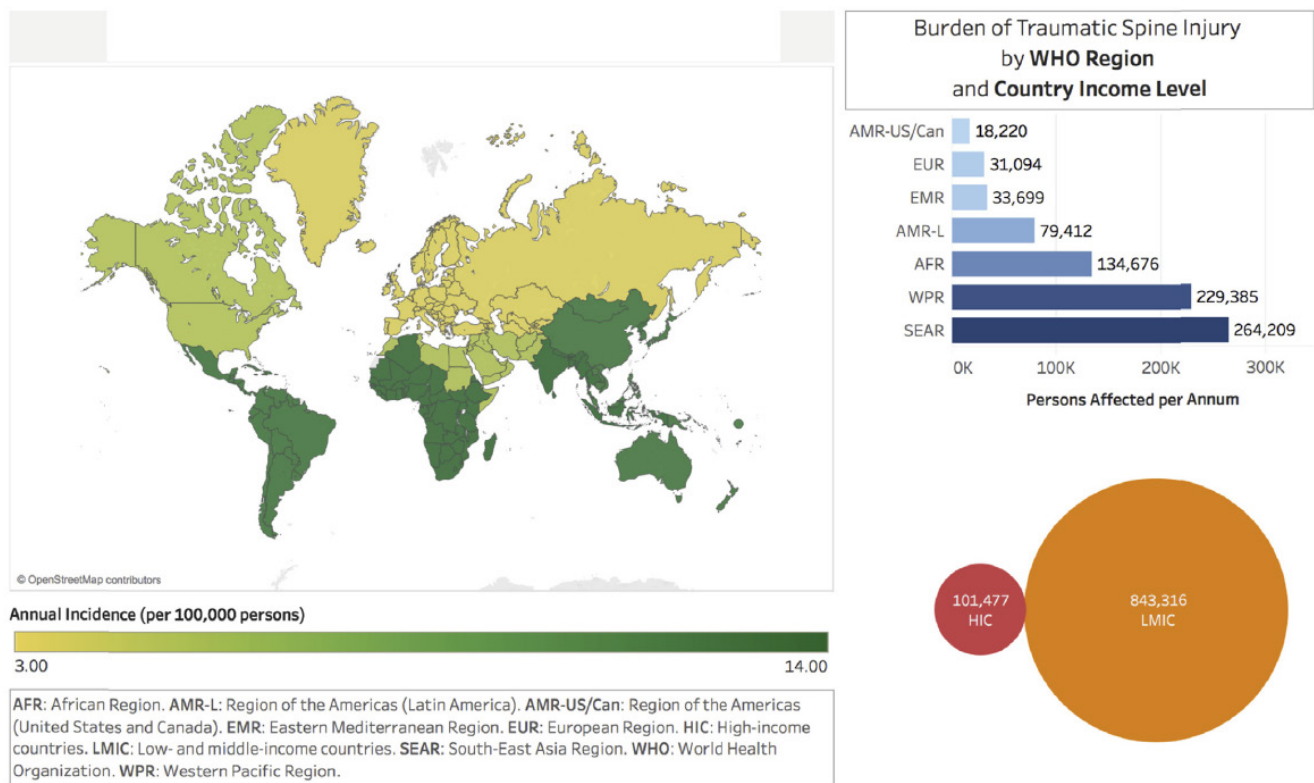 Burden of Traumatic Spine Injury
by WHO Region
and Country Income Level
AMR-US/Can 18,220
EUR 31,094
EMR 33,699
AMR-L 79,412
AFR 134,676
WPR 229,385
SEAR 264,209
0K 100K 200K 300K
Persons Affected per Annum
© OpenStreetMap contributors
101,477
HIC
843,316
LMIC
Annual Incidence (per 100,000 persons)
3.00 14.00
AFR: African Region. AMR-L: Region of the Americas (Latin America). AMR-US/Can: Region of the Americas
(United States and Canada). EMR: Eastern Mediterranean Region. EUR: European Region. HIC: High-income
countries. LMIC: Low- and middle-income countries. SEAR: South-East Asia Region. WHO: World Health
Organization. WPR: Western Pacific Region.